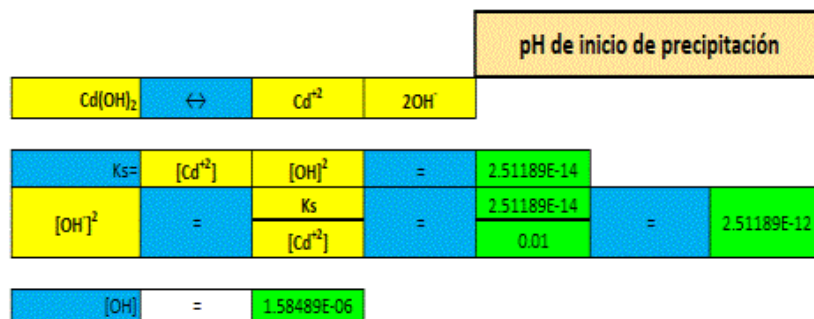 pH de inicio de precipitación
Cd(OH)₂ ↔ Cd⁺² 2OH⁻
Ks= [Cd⁺²] [OH]² = 2.51189E-14
[OH⁻]² = Ks = 2.51189E-14 = 2.51189E-12
[Cd⁺²] 0.01
[OH] = 1.58489E-06